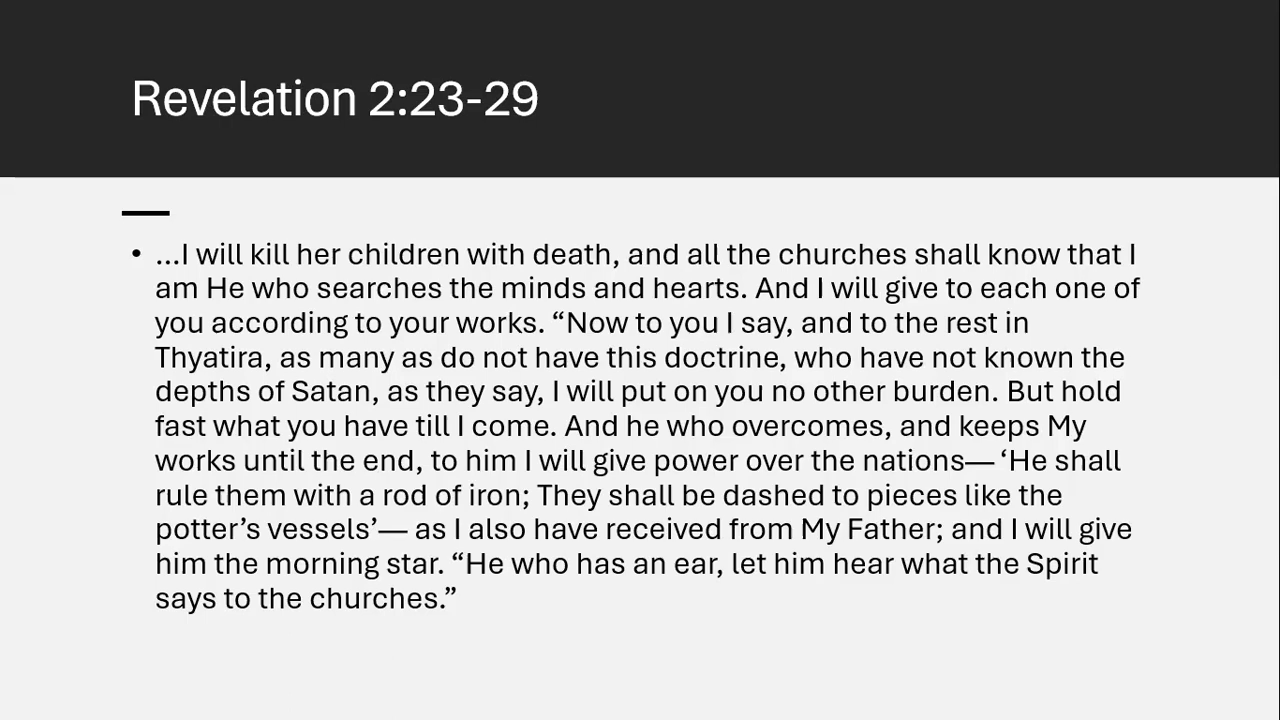 Revelation 2:23-29
• …I will kill her children with death, and all the churches shall know that I
am He who searches the minds and hearts. And I will give to each one of
you according to your works. “Now to you I say, and to the rest in
Thyatira, as many as do not have this doctrine, who have not known the
depths of Satan, as they say, I will put on you no other burden. But hold
fast what you have till I come. And he who overcomes, and keeps My
works until the end, to him I will give power over the nations— ‘He shall
rule them with a rod of iron; They shall be dashed to pieces like the
potter’s vessels’— as I also have received from My Father; and I will give
him the morning star. “He who has an ear, let him hear what the Spirit
says to the churches.”